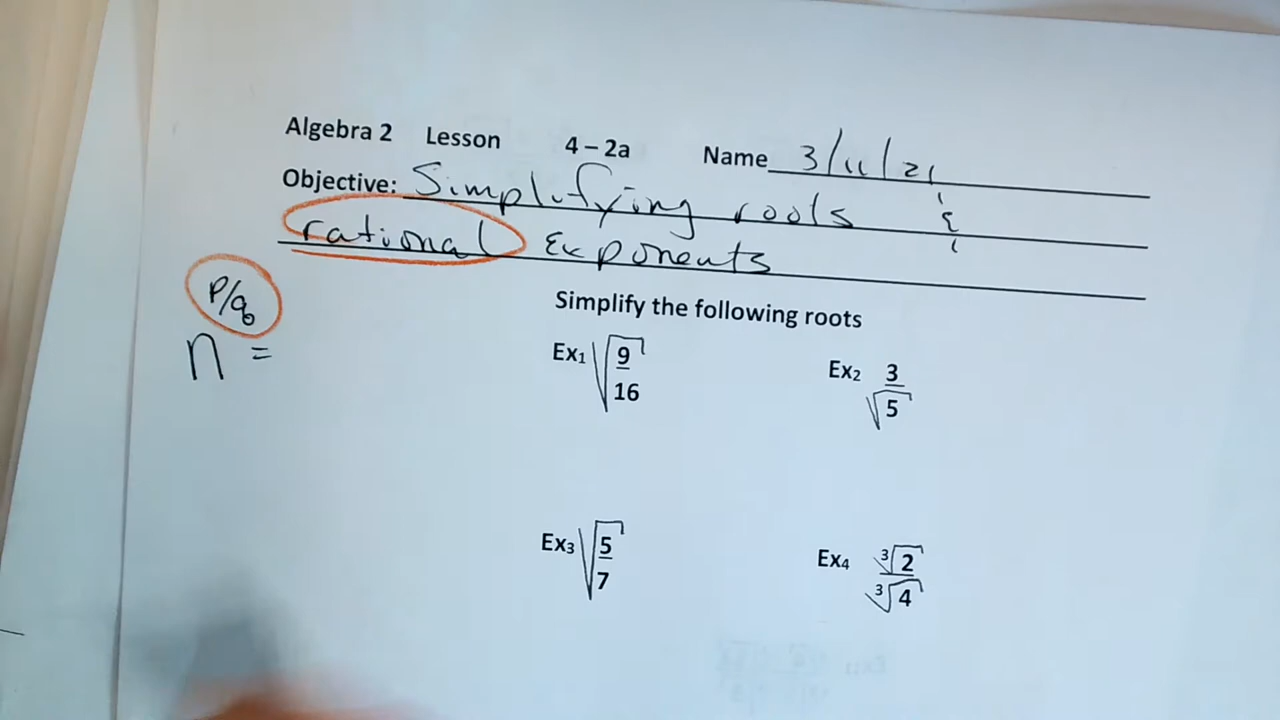 Algebra 2 Lesson 4 – 2a Name 3/11/21
Objective: Simplifying roots &
rational Exponents
p/q
n =
Simplify the following roots
Ex1 √(9/16)
Ex2 3/√5
Ex3 √(5/7)
Ex4 ∛2/∛4